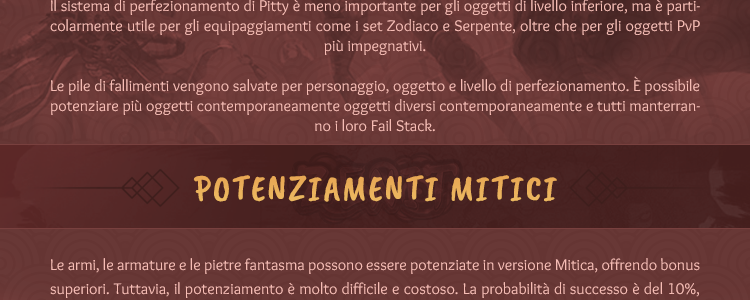 Il sistema di perfezionamento di Pitty è meno importante per gli oggetti di livello inferiore, ma è parti-
colarmente utile per gli equipaggiamenti come i set Zodiaco e Serpente, oltre che per gli oggetti PvP
più impegnativi.
Le pile di fallimenti vengono salvate per personaggio, oggetto e livello di perfezionamento. È possibile
potenziare più oggetti contemporaneamente oggetti diversi contemporaneamente e tutti manterran-
no i loro Fail Stack.
POTENZIAMENTI MITICI
Le armi, le armature e le pietre fantasma possono essere potenziate in versione Mitica, offrendo bonus
superiori. Tuttavia, il potenziamento è molto difficile e costoso. La probabilità di successo è del 10%,